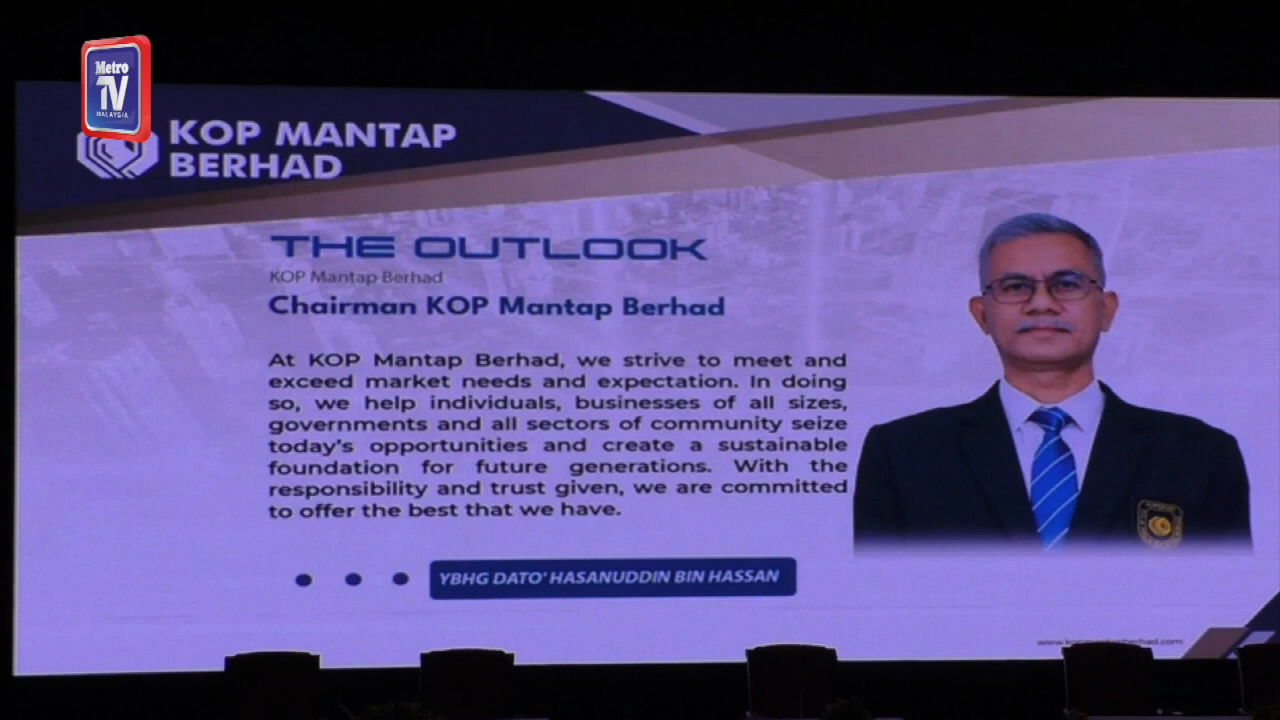 Metro
TV
MALAYSIA
KOP MANTAP
BERHAD
THE OUTLOOK
KOP Mantap Berhad
Chairman KOP Mantap Berhad
At KOP Mantap Berhad, we strive to meet and
exceed market needs and expectation. In doing
so, we help individuals, businesses of all sizes,
governments and all sectors of community seize
today's opportunities and create a sustainable
foundation for future generations. With the
responsibility and trust given, we are committed
to offer the best that we have.
YBHG DATO' HASANUDDIN BIN HASSAN
www.kopmantapberhad.com